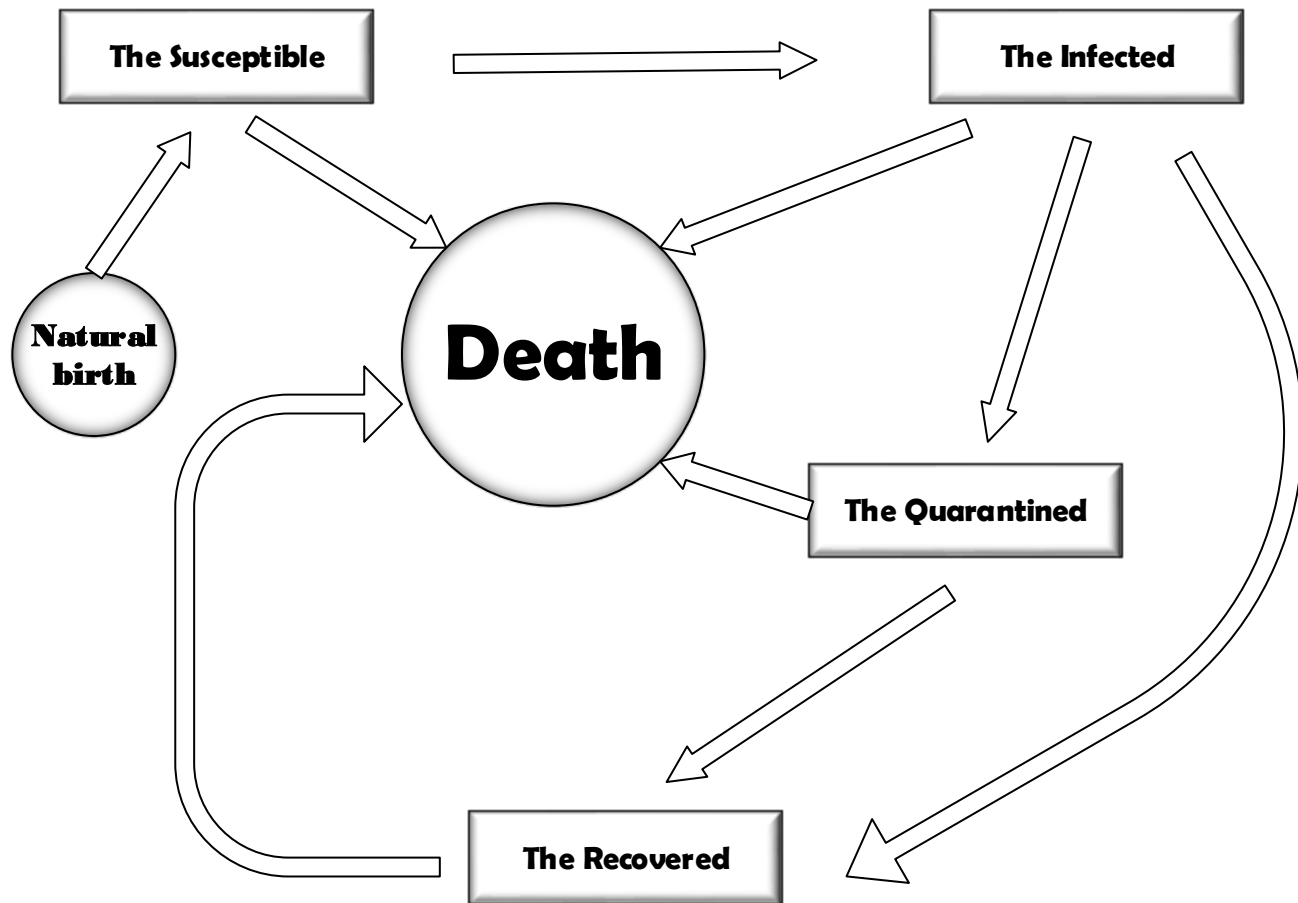 The Susceptible
The Infected
Natural
birth
Death
The Quarantined
The Recovered